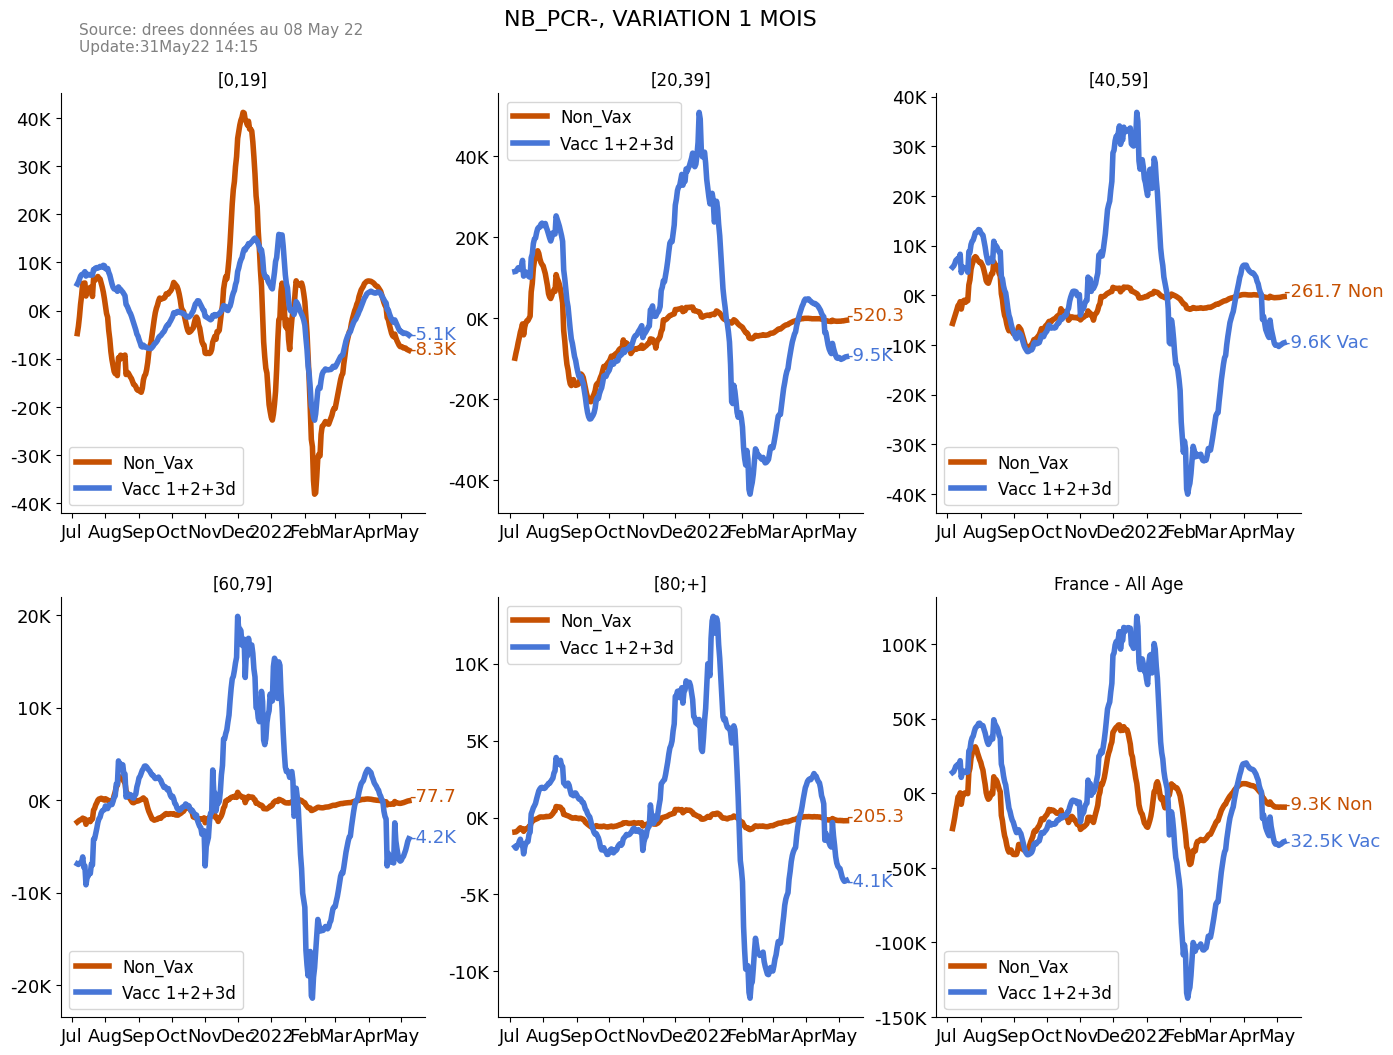 NB_PCR-, VARIATION 1 MOIS
Source: drees données au 08 May 22
Update:31May22 14:15
[0,19]
40K
30K
20K
10K
0K
-10K
-20K
-30K
-40K
-5.1K
-8.3K
Non_Vax
Vacc 1+2+3d
Jul Aug Sep Oct Nov Dec 2022 Feb Mar Apr May
[20,39]
Non_Vax
Vacc 1+2+3d
40K
20K
0K
-20K
-40K
-520.3
-9.5K
Jul Aug Sep Oct Nov Dec 2022 Feb Mar Apr May
[40,59]
40K
30K
20K
10K
0K
-10K
-20K
-30K
-40K
-261.7 Non
-9.6K Vac
Non_Vax
Vacc 1+2+3d
Jul Aug Sep Oct Nov Dec 2022 Feb Mar Apr May
[60,79]
20K
10K
0K
-10K
-20K
-77.7
-4.2K
Non_Vax
Vacc 1+2+3d
Jul Aug Sep Oct Nov Dec 2022 Feb Mar Apr May
[80;+]
Non_Vax
Vacc 1+2+3d
10K
5K
0K
-5K
-10K
-205.3
-4.1K
Jul Aug Sep Oct Nov Dec 2022 Feb Mar Apr May
France - All Age
100K
50K
0K
-50K
-100K
-150K
-9.3K Non
-32.5K Vac
Non_Vax
Vacc 1+2+3d
Jul Aug Sep Oct Nov Dec 2022 Feb Mar Apr May